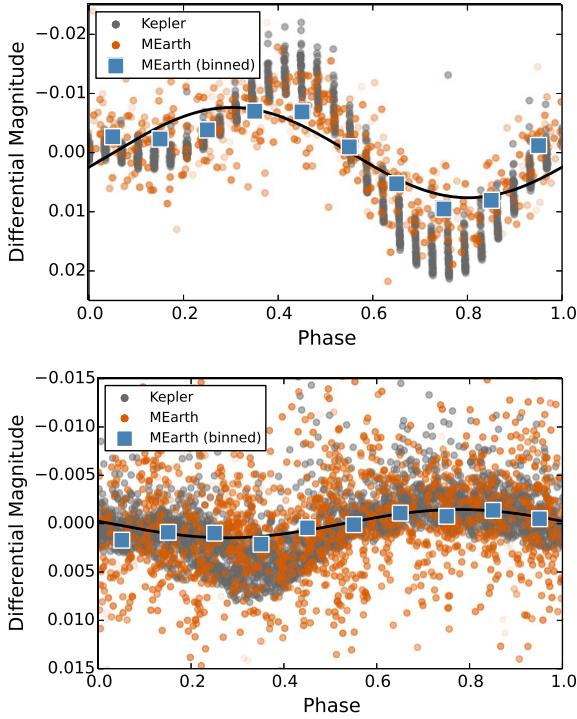 Kepler
MEarth
MEarth (binned)
−0.02
−0.01
0.00
0.01
0.02
Differential Magnitude
0.0 0.2 0.4 0.6 0.8 1.0
Phase
Kepler
MEarth
MEarth (binned)
−0.015
−0.010
−0.005
0.000
0.005
0.010
0.015
Differential Magnitude
0.0 0.2 0.4 0.6 0.8 1.0
Phase